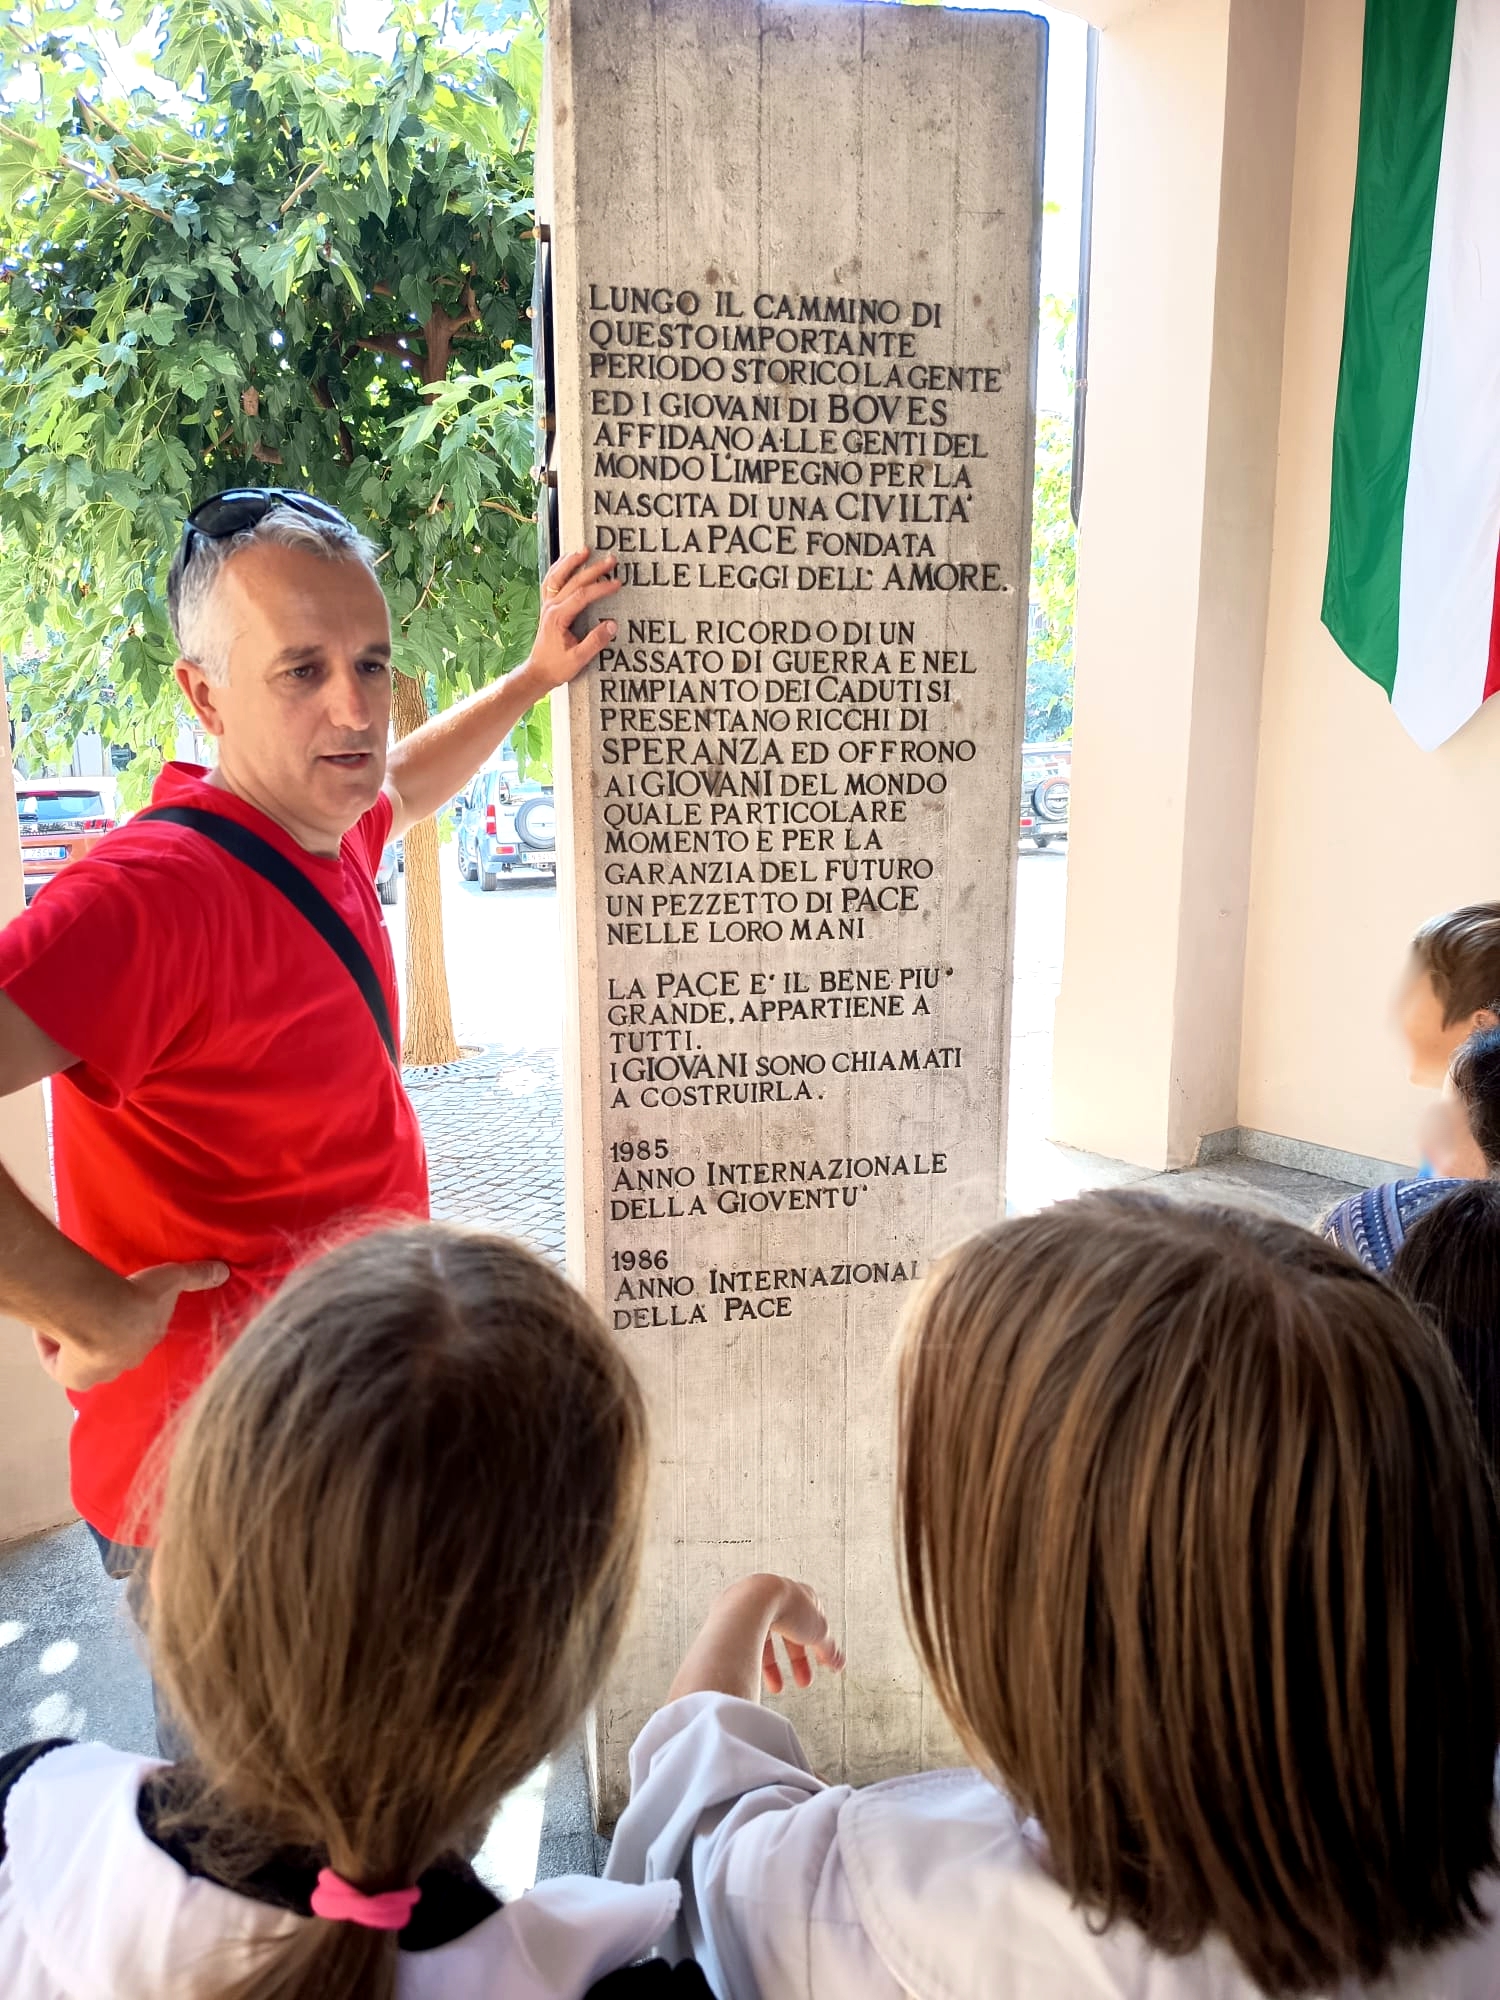 LUNGO IL CAMMINO DI
QUESTO IMPORTANTE
PERIODO STORICO LA GENTE
ED I GIOVANI DI BOVES
AFFIDANO ALLE GENTI DEL
MONDO L'IMPEGNO PER LA
NASCITA DI UNA CIVILTA'
DELLA PACE FONDATA
SULLE LEGGI DELL' AMORE.
E NEL RICORDO DI UN
PASSATO DI GUERRA E NEL
RIMPIANTO DEI CADUTI SI
PRESENTANO RICCHI DI
SPERANZA ED OFFRONO
AI GIOVANI DEL MONDO
QUALE PARTICOLARE
MOMENTO E PER LA
GARANZIA DEL FUTURO
UN PEZZETTO DI PACE
NELLE LORO MANI
LA PACE E' IL BENE PIU'
GRANDE, APPARTIENE A
TUTTI.
I GIOVANI SONO CHIAMATI
A COSTRUIRLA.
1985
ANNO INTERNAZIONALE
DELLA GIOVENTU'
1986
ANNO INTERNAZIONAL
DELLA PACE